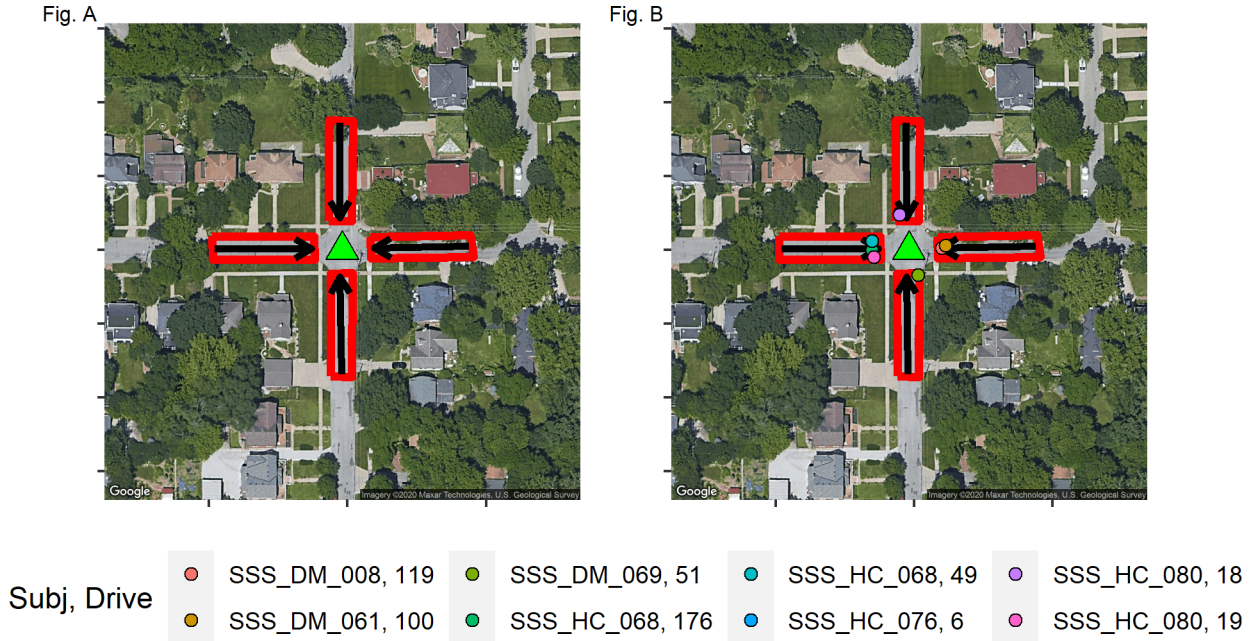 Fig. A
Fig. B
Google
Imagery ©2020 Maxar Technologies, U.S. Geological Survey
Google
Imagery ©2020 Maxar Technologies, U.S. Geological Survey
Subj, Drive
SSS_DM_008, 119
SSS_DM_069, 51
SSS_HC_068, 49
SSS_HC_080, 18
SSS_DM_061, 100
SSS_HC_068, 176
SSS_HC_076, 6
SSS_HC_080, 19